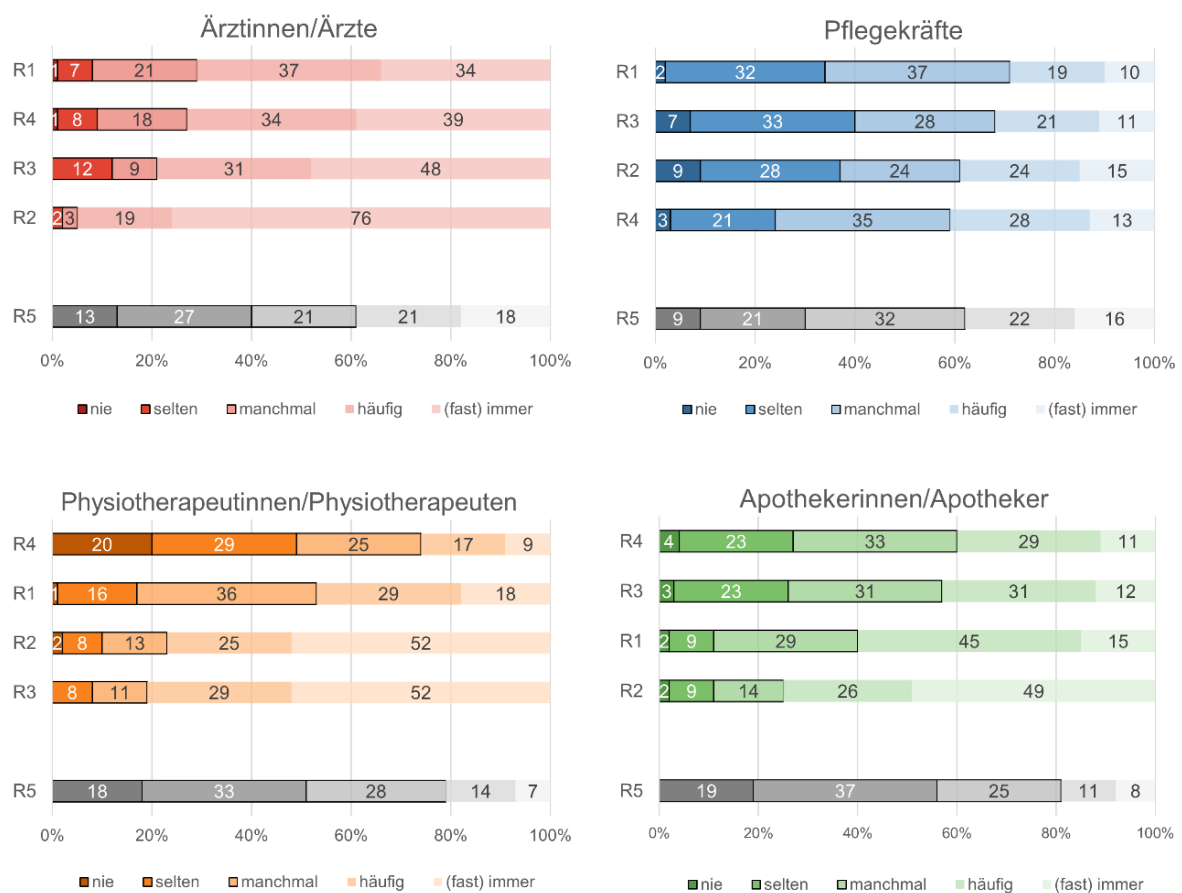 Ärztinnen/Ärzte
R1 1 7 21 37 34
R4 1 8 18 34 39
R3 12 9 31 48
R2 2 3 19 76
R5 13 27 21 21 18
0% 20% 40% 60% 80% 100%
nie selten manchmal häufig (fast) immer
Pflegekräfte
R1 2 32 37 19 10
R3 7 33 28 21 11
R2 9 28 24 24 15
R4 3 21 35 28 13
R5 9 21 32 22 16
0% 20% 40% 60% 80% 100%
nie selten manchmal häufig (fast) immer
Physiotherapeutinnen/Physiotherapeuten
R4 20 29 25 17 9
R1 1 16 36 29 18
R2 2 8 13 25 52
R3 8 11 29 52
R5 18 33 28 14 7
0% 20% 40% 60% 80% 100%
nie selten manchmal häufig (fast) immer
Apothekerinnen/Apotheker
R4 4 23 33 29 11
R3 3 23 31 31 12
R1 2 9 29 45 15
R2 2 9 14 26 49
R5 19 37 25 11 8
0% 20% 40% 60% 80% 100%
nie selten manchmal häufig (fast) immer